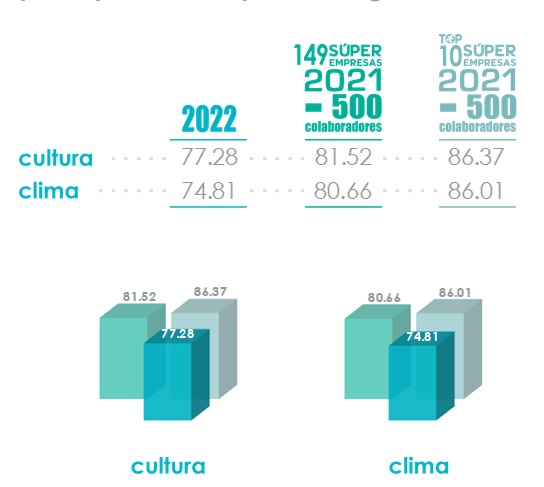 149 SÚPER EMPRESAS
2021
- 500
colaboradores
TOP
10 SÚPER EMPRESAS
2021
- 500
colaboradores
2022
cultura 77.28 81.52 86.37
clima 74.81 80.66 86.01
81.52 86.37
77.28
80.66 86.01
74.81
cultura clima